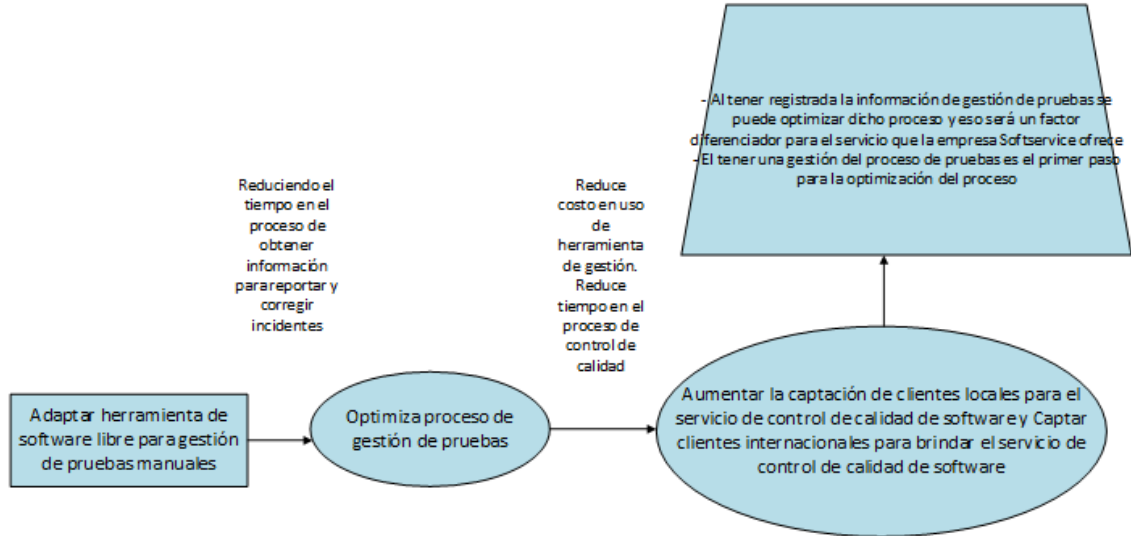 - Al tener registrada la información de gestión de pruebas se
puede optimizar dicho proceso y eso será un factor
diferenciador para el servicio que la empresa Softservice ofrece
- El tener una gestión del proceso de pruebas es el primer paso
para la optimización del proceso
Reduciendo el
tiempo en el
proceso de
obtener
información
para reportar y
corregir
incidentes
Reduce
costo en uso
de
herramienta
de gestión.
Reduce
tiempo en el
proceso de
control de
calidad
Adaptar herramienta de
software libre para gestión
de pruebas manuales
Optimiza proceso de
gestión de pruebas
Aumentar la captación de clientes locales para el
servicio de control de calidad de software y Captar
clientes internacionales para brindar el servicio de
control de calidad de software